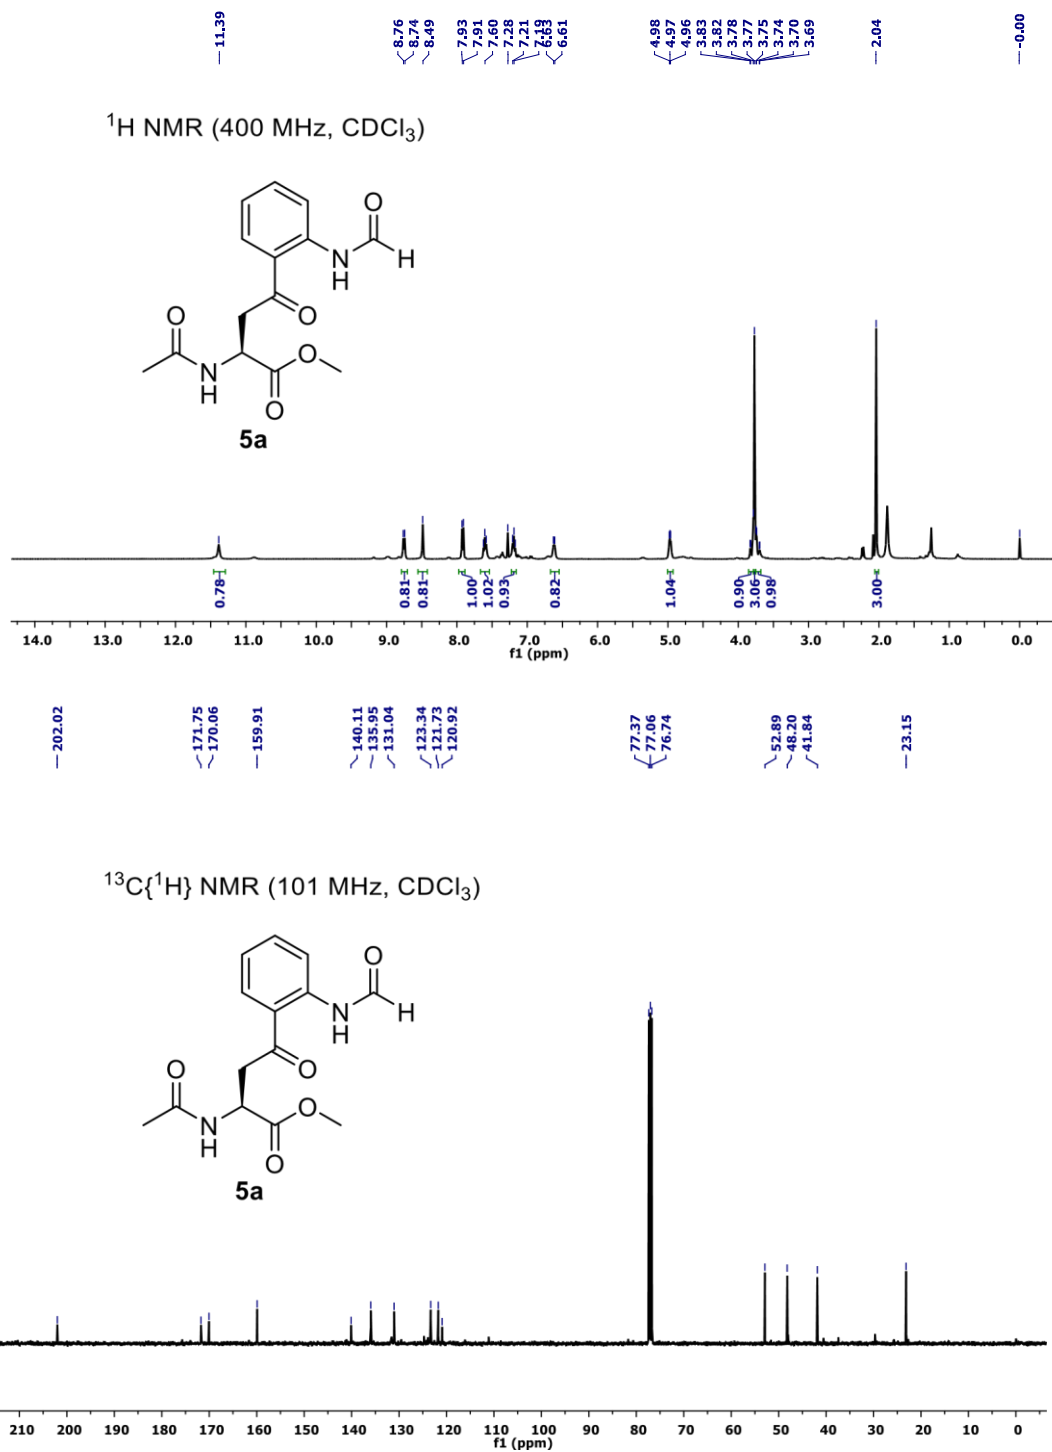 11.39
8.76
8.74
8.49
7.93
7.91
7.60
7.28
7.21
7.19
6.63
6.61
4.98
4.97
4.96
3.83
3.82
3.78
3.77
3.75
3.74
3.70
3.69
2.04
-0.00
¹H NMR (400 MHz, CDCl₃)
O
N
H
H
O
O
N
H
O
O
5a
0.78
0.81
0.81
1.00
1.02
0.93
0.82
1.04
0.90
3.06
0.98
3.00
14.0 13.0 12.0 11.0 10.0 9.0 8.0 7.0 6.0 5.0 4.0 3.0 2.0 1.0 0.0
f1 (ppm)
202.02
171.75
170.06
159.91
140.11
135.95
131.04
123.34
121.73
120.92
77.37
77.06
76.74
52.89
48.20
41.84
23.15
¹³C{¹H} NMR (101 MHz, CDCl₃)
O
N
H
H
O
O
N
H
O
O
5a
210 200 190 180 170 160 150 140 130 120 110 100 90 80 70 60 50 40 30 20 10 0
f1 (ppm)